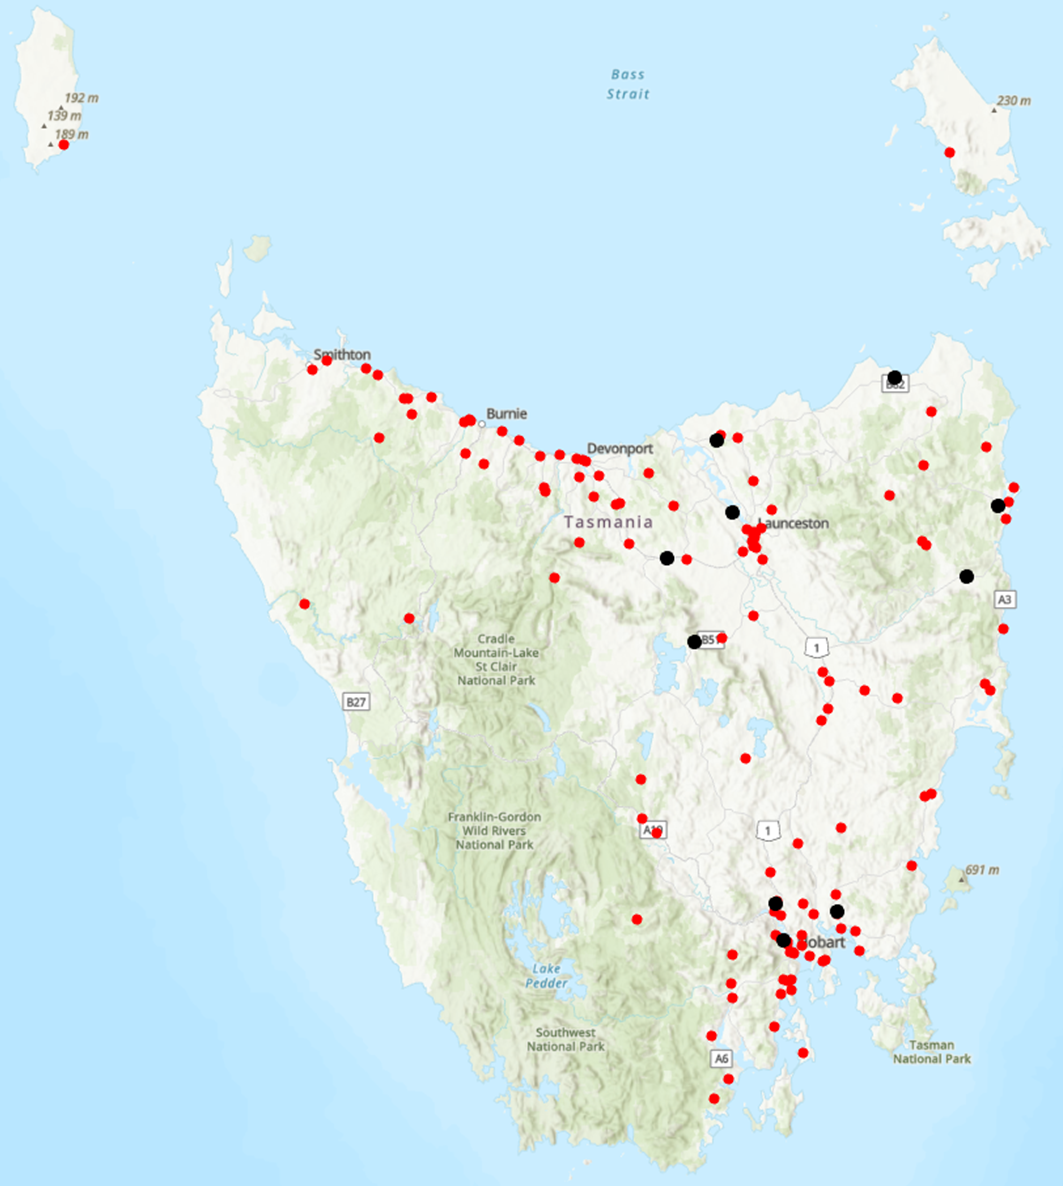 Bass
Strait
192 m
139 m
189 m
230 m
Smithton
B82
Burnie
Devonport
Tasmania
Launceston
A3
B51
1
Cradle
Mountain-Lake
St Clair
National Park
B27
Franklin-Gordon
Wild Rivers
National Park
A10
1
691 m
Hobart
Lake
Pedder
Southwest
National Park
A6
Tasman
National Park